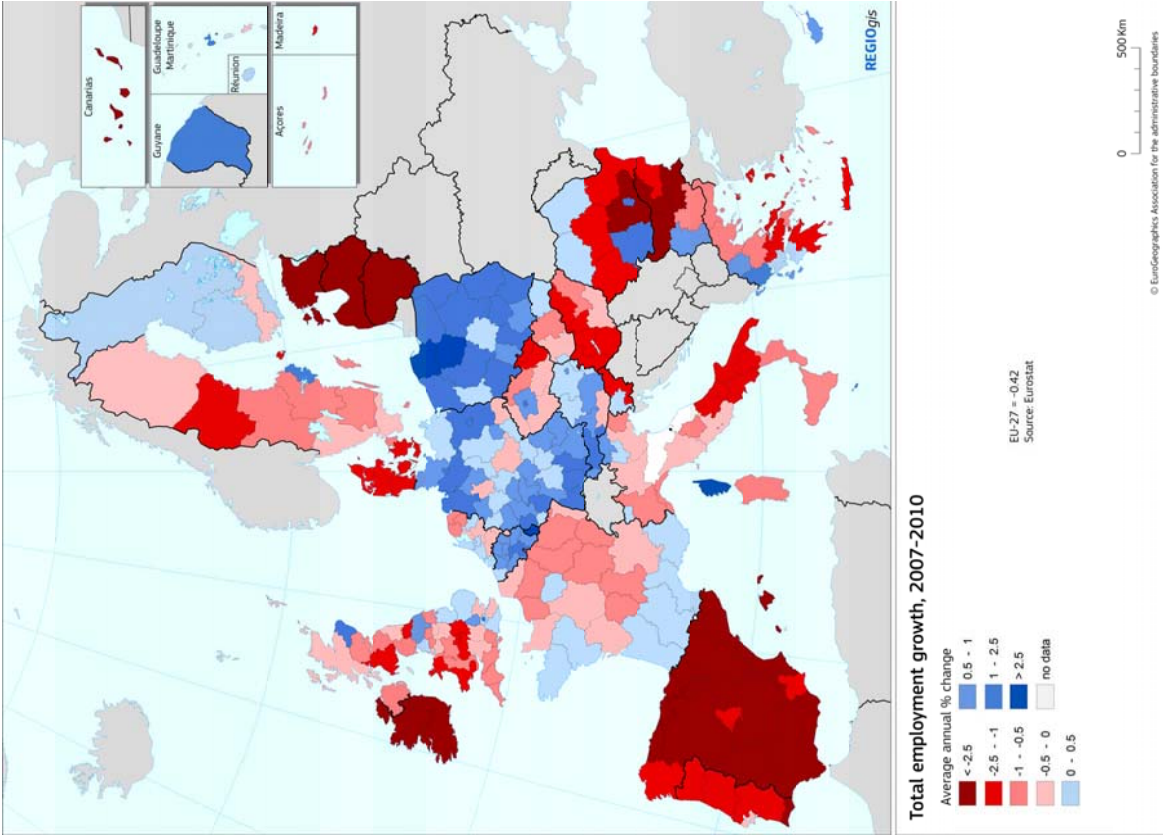 Canarias
Guyane
Guadeloupe
Martinique
Réunion
Açores
Madeira
REGIOgis
Total employment growth, 2007-2010
Average annual % change
< -2.5
-2.5 - -1
-1 - -0.5
-0.5 - 0
0 - 0.5
0.5 - 1
1 - 2.5
> 2.5
no data
EU-27 = -0.42
Source: Eurostat
0 500 Km
© EuroGeographics Association for the administrative boundaries